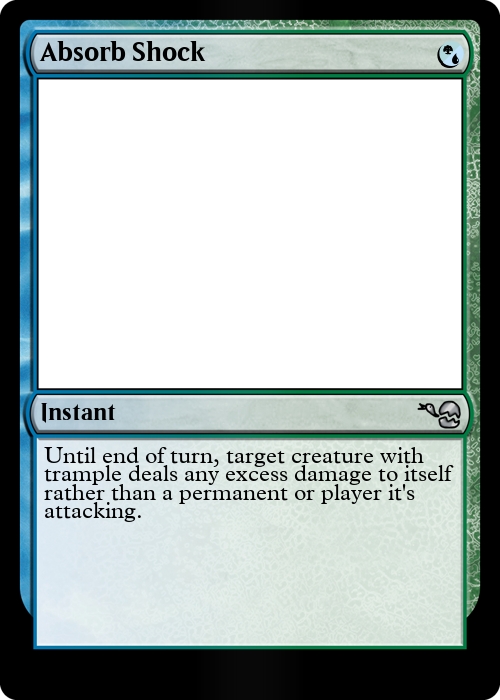 Absorb Shock
Instant
Until end of turn, target creature with
trample deals any excess damage to itself
rather than a permanent or player it's
attacking.